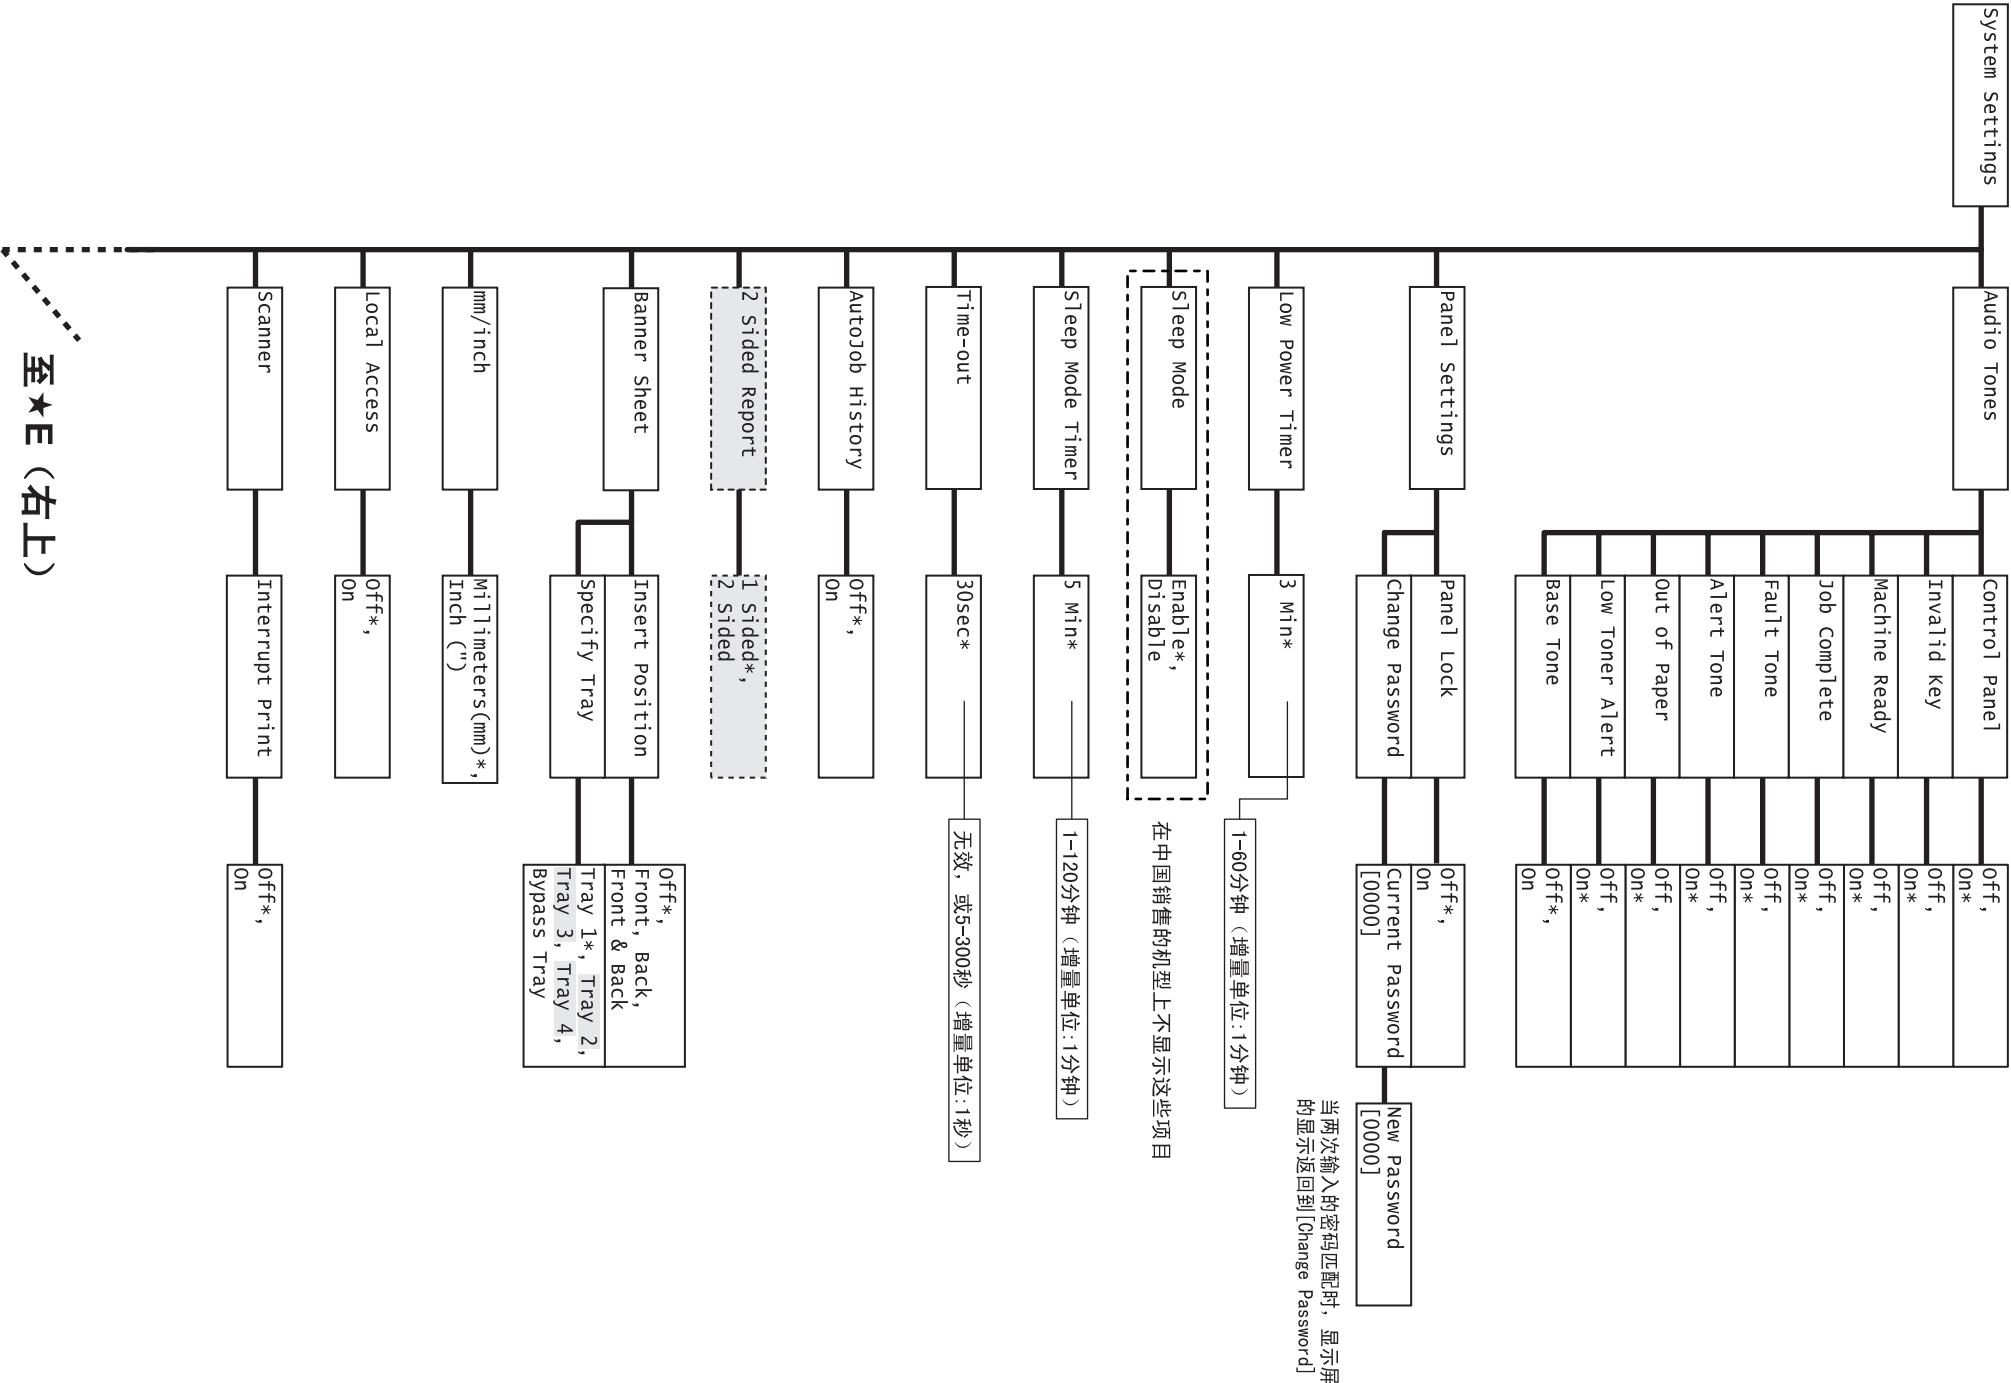 System Settings
Audio Tones
Control Panel
Off,
On*
Invalid Key
Off,
On*
Machine Ready
Off,
On*
Job Complete
Off,
On*
Fault Tone
Off,
On*
Alert Tone
Off,
On*
Out of Paper
Off,
On*
Low Toner Alert
Off,
On*
Base Tone
Off*,
On
Panel Settings
Panel Lock
Off*,
On
Change Password
Current Password
[0000]
New Password
[0000]
当两次输入的密码匹配时，显示屏
的显示返回到[Change Password]
Low Power Timer
3 Min*
1-60分钟（增量单位:1分钟）
Sleep Mode
Enable*,
Disable
在中国销售的机型上不显示这些项目
Sleep Mode Timer
5 Min*
1-120分钟（增量单位:1分钟）
Time-out
30sec*
无效，或5-300秒（增量单位:1秒）
AutoJob History
Off*,
On
2 Sided Report
1 Sided*,
2 Sided
Banner Sheet
Insert Position
Off*,
Front, Back,
Front & Back
Specify Tray
Tray 1*, Tray 2,
Tray 3, Tray 4,
Bypass Tray
mm/inch
Millimeters(mm)*,
Inch (")
Local Access
Off*,
On
Scanner
Interrupt Print
Off*,
On
至★E（右上）